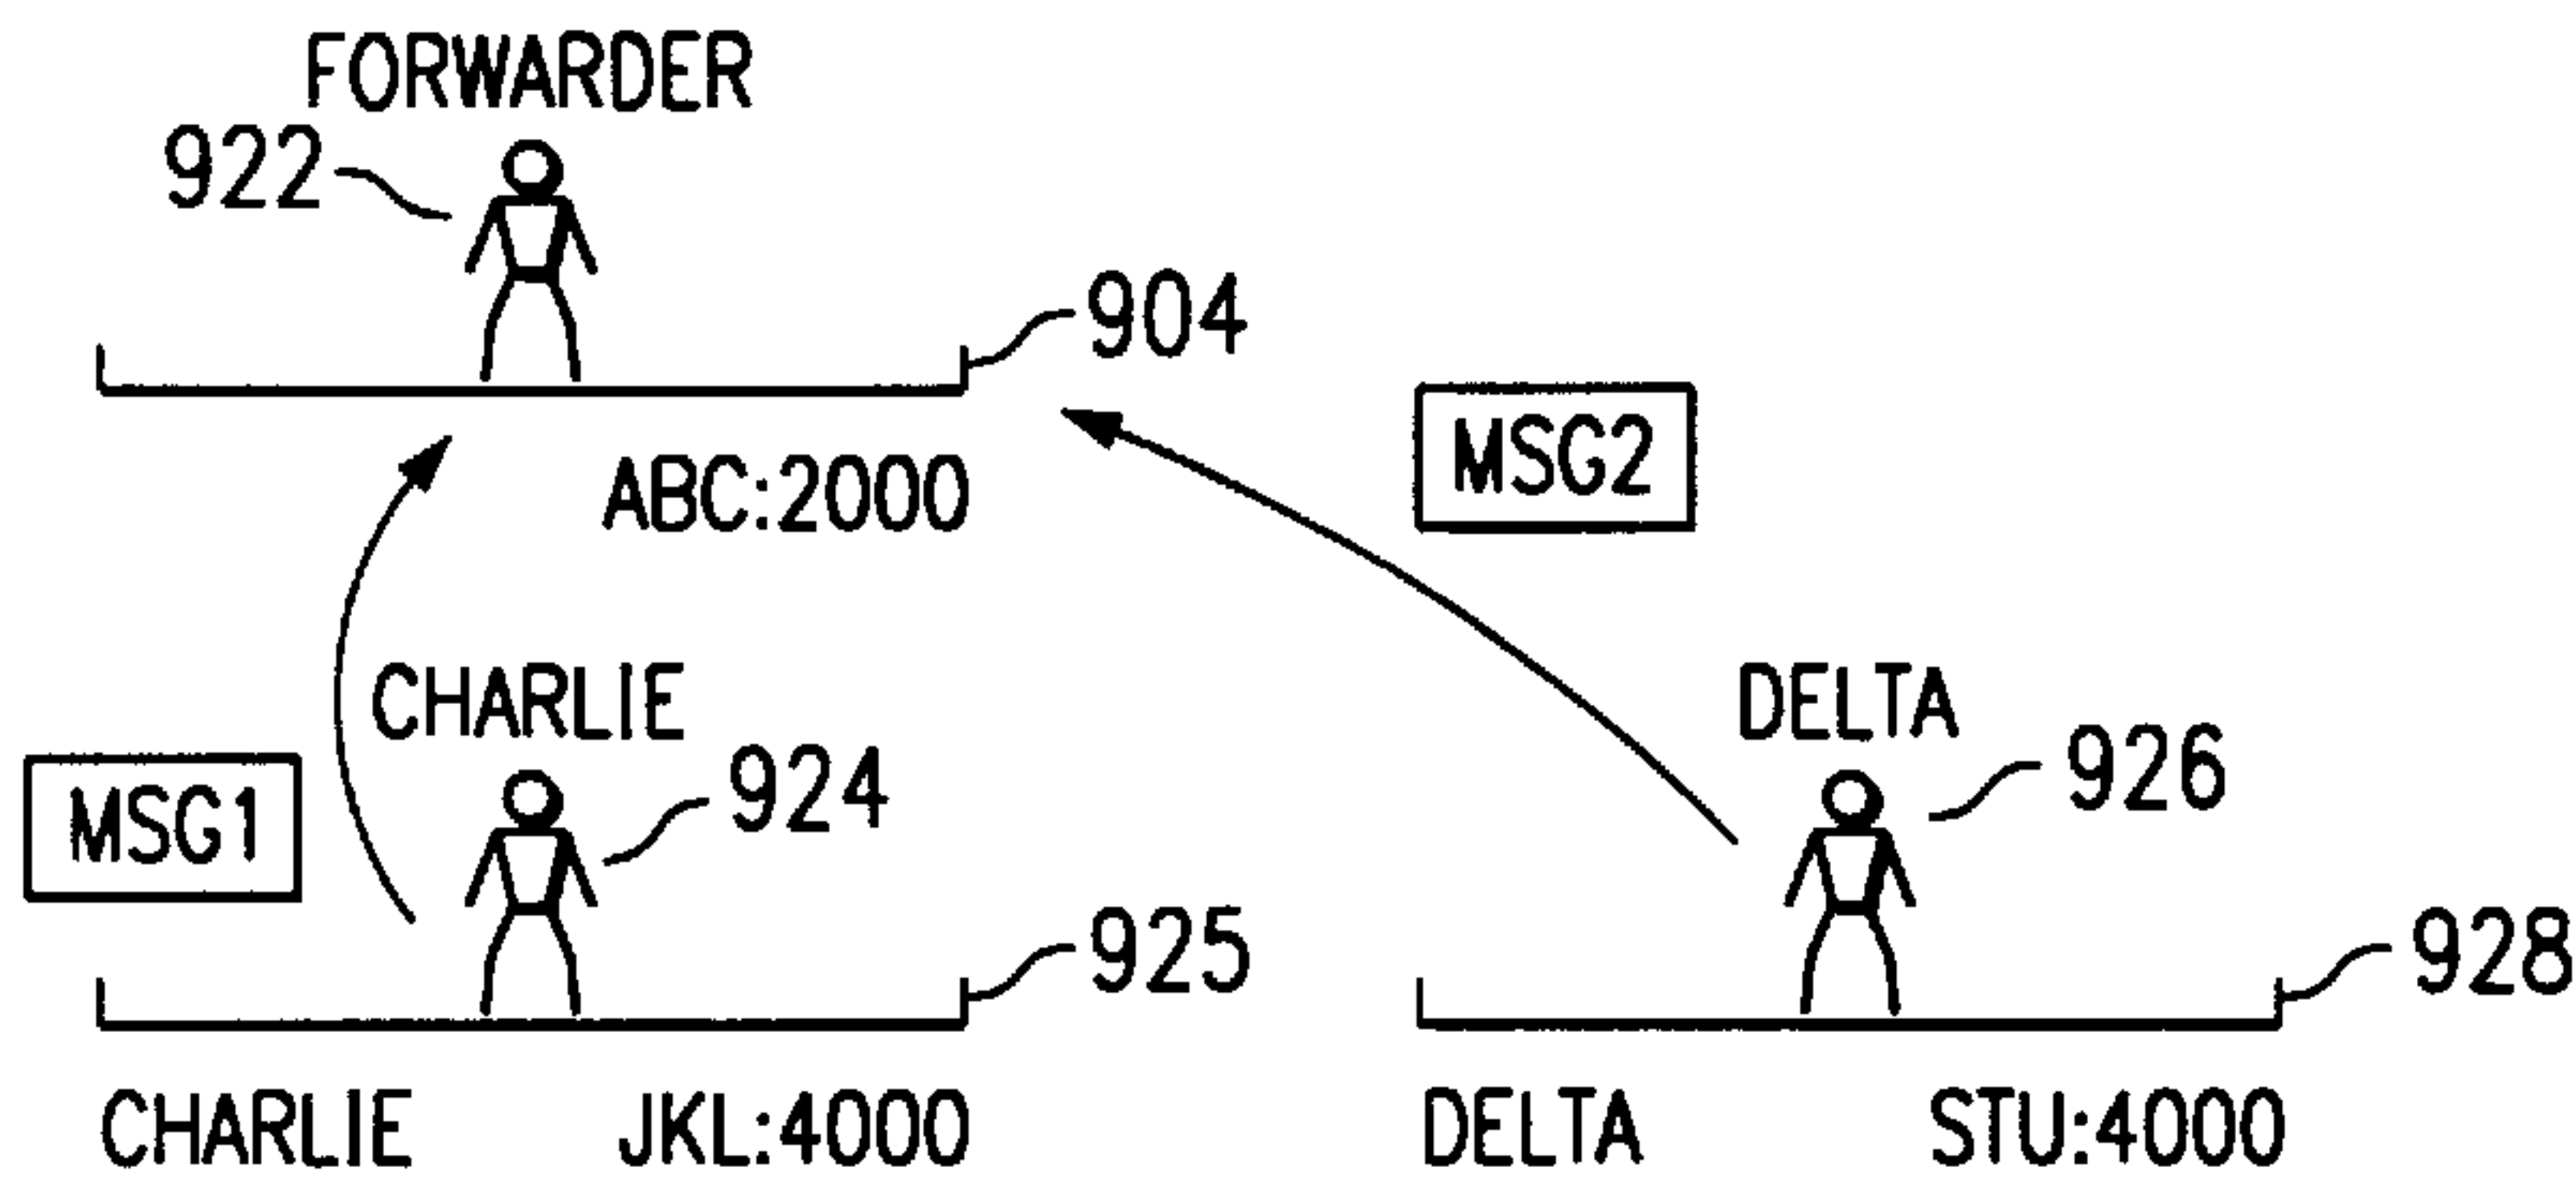 FORWARDER
922
904
ABC:2000
MSG2
CHARLIE
DELTA
MSG1
924
926
925
928
CHARLIE JKL:4000
DELTA STU:4000